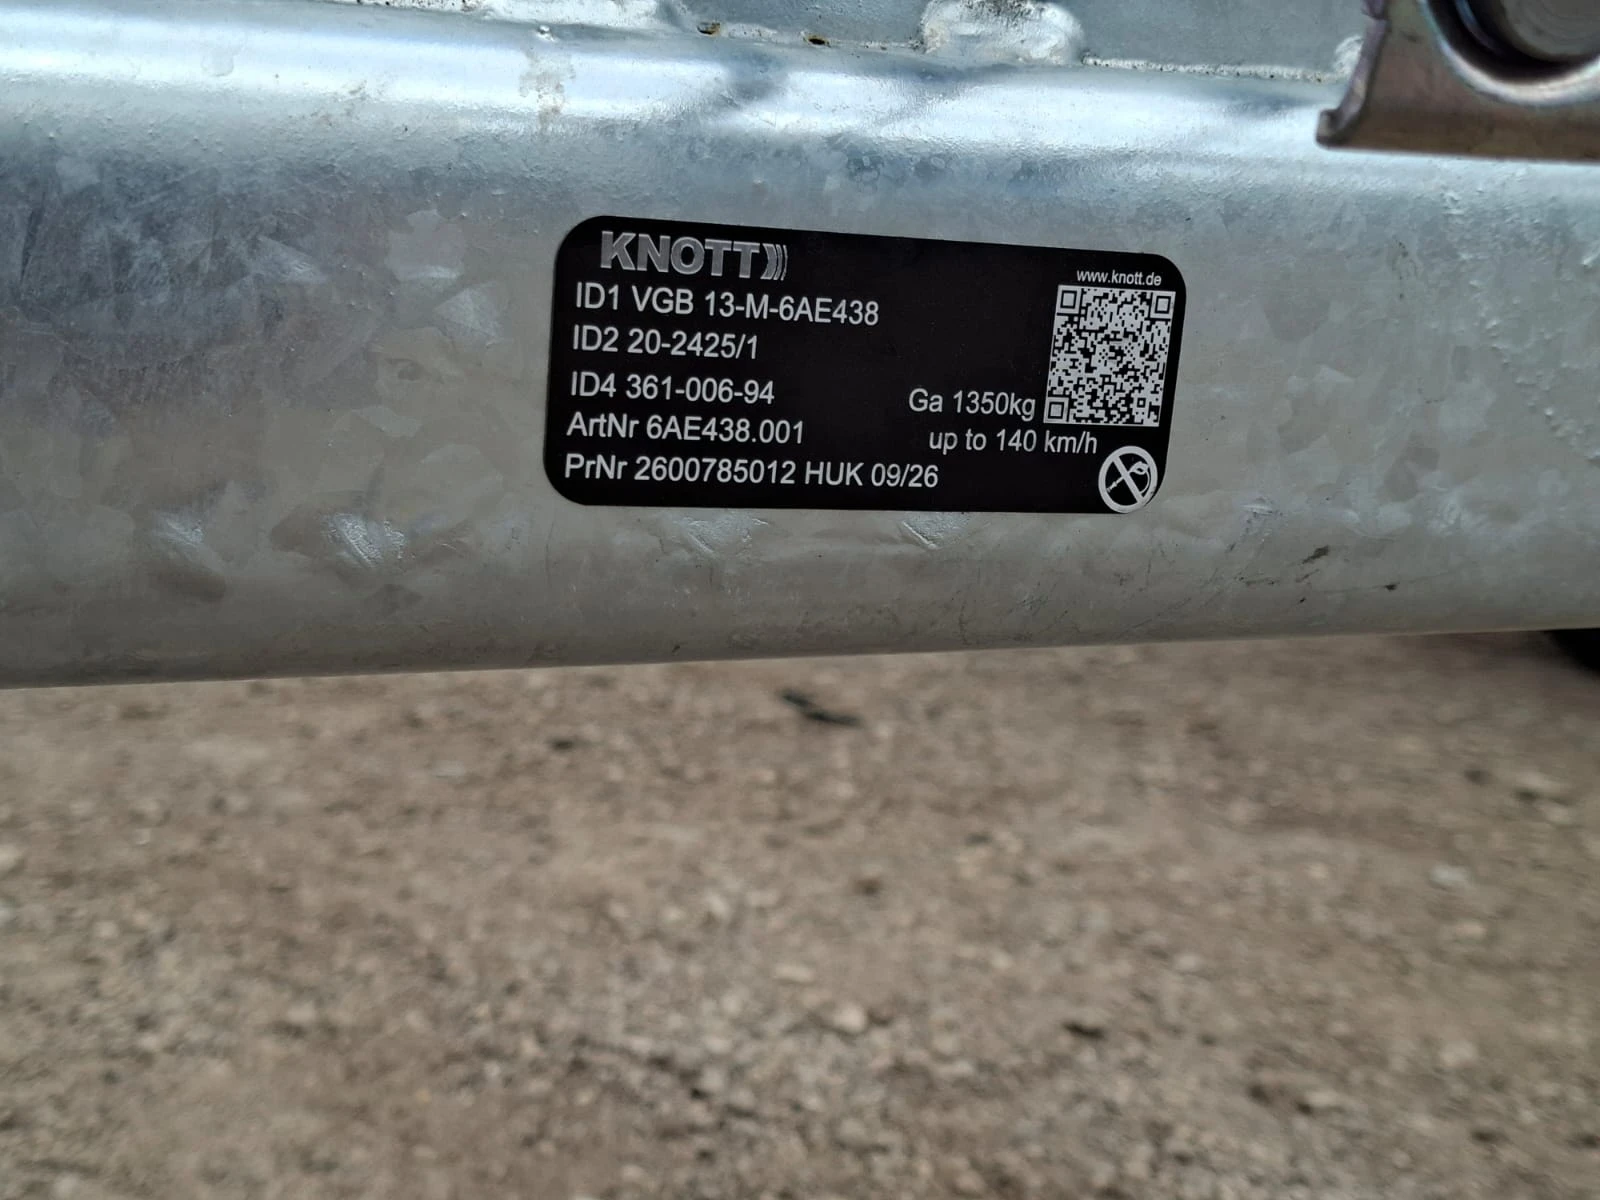 KNOTT
www.knott.de
ID1 VGB 13-M-6AE438
ID2 20-2425/1
ID4 361-006-94
Ga 1350kg
ArtNr 6AE438.001
up to 140 km/h
PrNr 2600785012 HUK 09/26